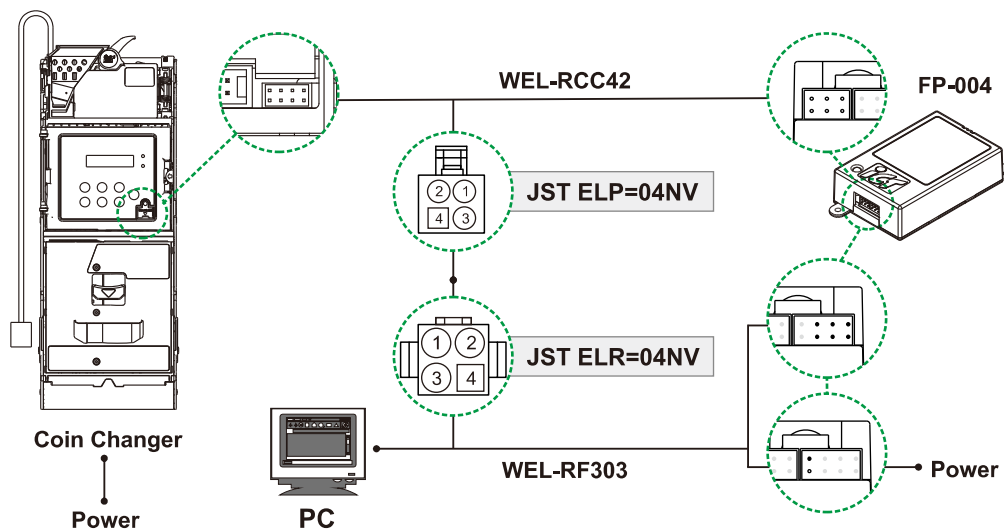 WEL-RCC42
FP-004
2 1
4 3
JST ELP=04NV
1 2
3 4
JST ELR=04NV
Coin Changer
Power
PC
WEL-RF303
Power